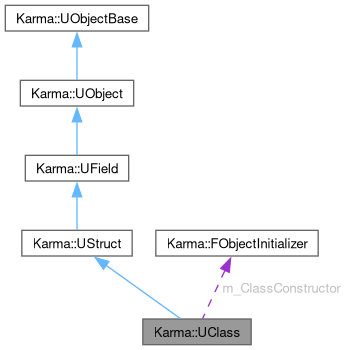 Karma::UObjectBase
Karma::UObject
Karma::UField
Karma::UStruct
Karma::FObjectInitializer
m_ClassConstructor
Karma::UClass